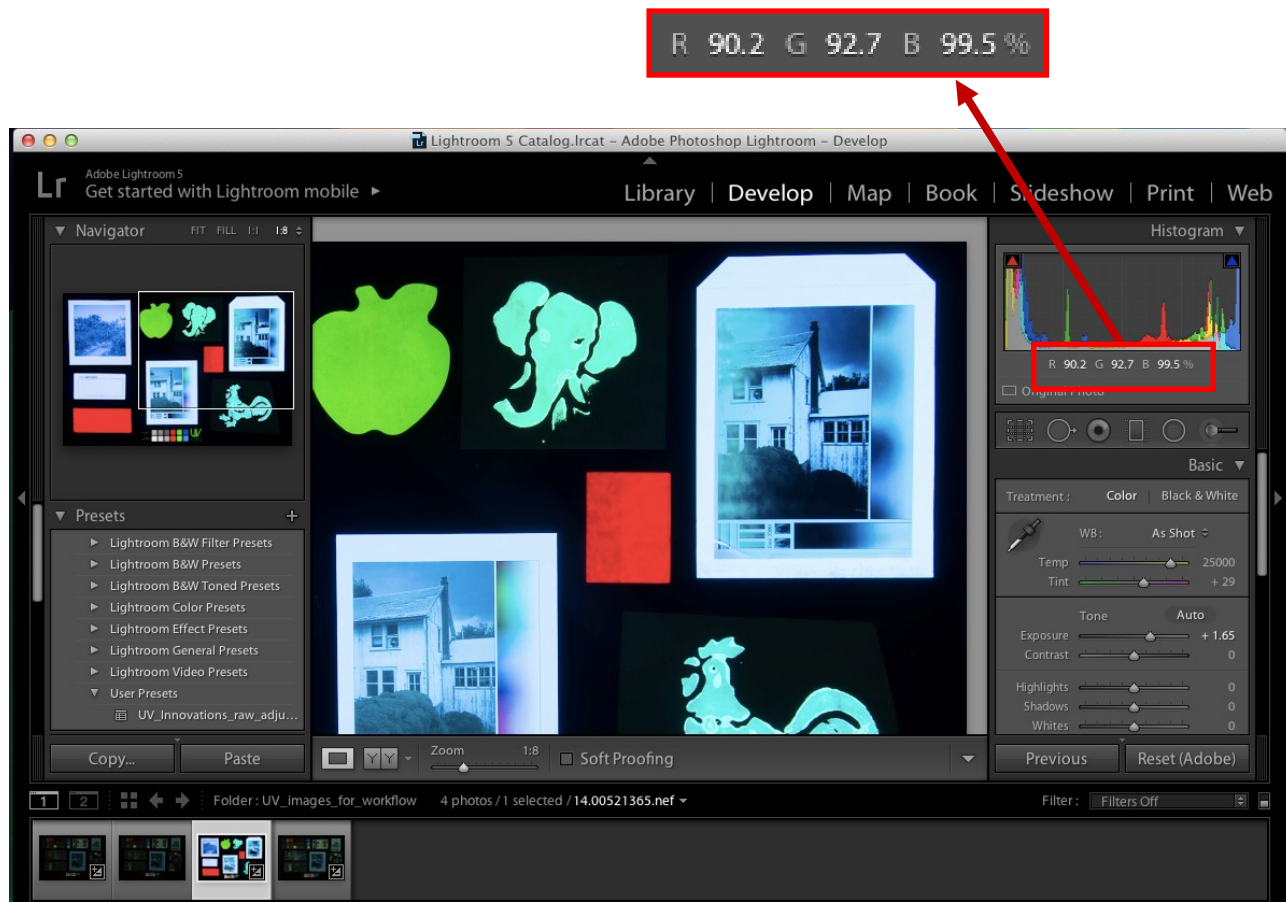 R 90.2 G 92.7 B 99.5 %
Lightroom 5 Catalog.lrcat – Adobe Photoshop Lightroom – Develop
Lr Adobe Lightroom 5
Get started with Lightroom mobile ►
Library | Develop | Map | Book | Slideshow | Print | Web
▼ Navigator FIT FILL 1:1 1:8
Histogram ▼
R 90.2 G 92.7 B 99.5 %
Original Photo
Basic ▼
Treatment : Color | Black & White
WB : As Shot
Temp 25000
Tint + 29
Tone Auto
Exposure + 1.65
Contrast 0
Highlights 0
Shadows 0
Whites 0
Previous Reset (Adobe)
▼ Presets +
► Lightroom B&W Filter Presets
► Lightroom B&W Presets
► Lightroom B&W Toned Presets
► Lightroom Color Presets
► Lightroom Effect Presets
► Lightroom General Presets
► Lightroom Video Presets
▼ User Presets
UV_Innovations_raw_adju...
Copy... Paste
Y Y Zoom 1:8 Soft Proofing
1 2 Folder : UV_images_for_workflow 4 photos / 1 selected / 14.00521365.nef Filter : Filters Off